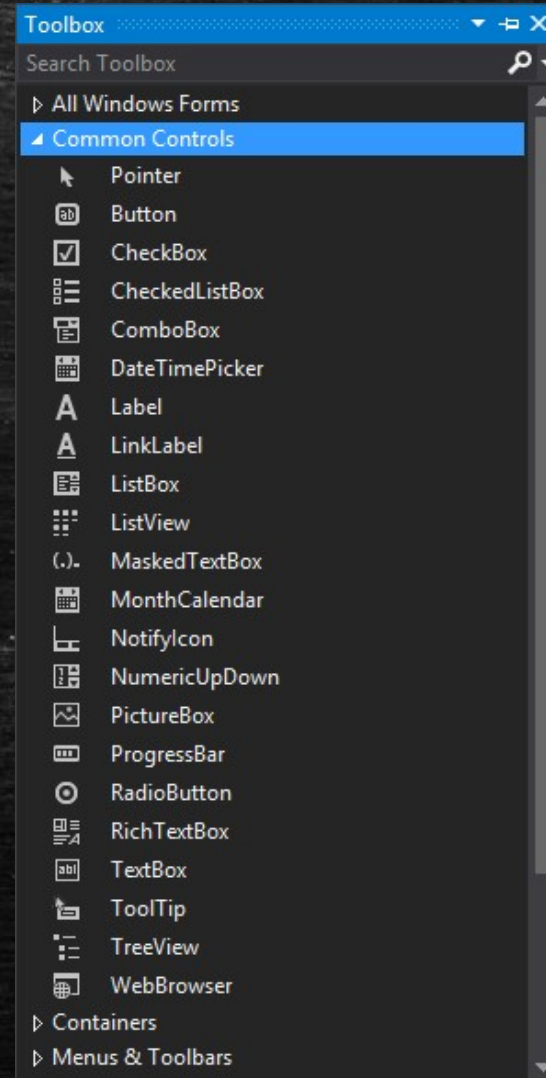 Toolbox
Search Toolbox
All Windows Forms
Common Controls
Pointer
Button
CheckBox
CheckedListBox
ComboBox
DateTimePicker
Label
LinkLabel
ListBox
ListView
MaskedTextBox
MonthCalendar
NotifyIcon
NumericUpDown
PictureBox
ProgressBar
RadioButton
RichTextBox
TextBox
ToolTip
TreeView
WebBrowser
Containers
Menus & Toolbars